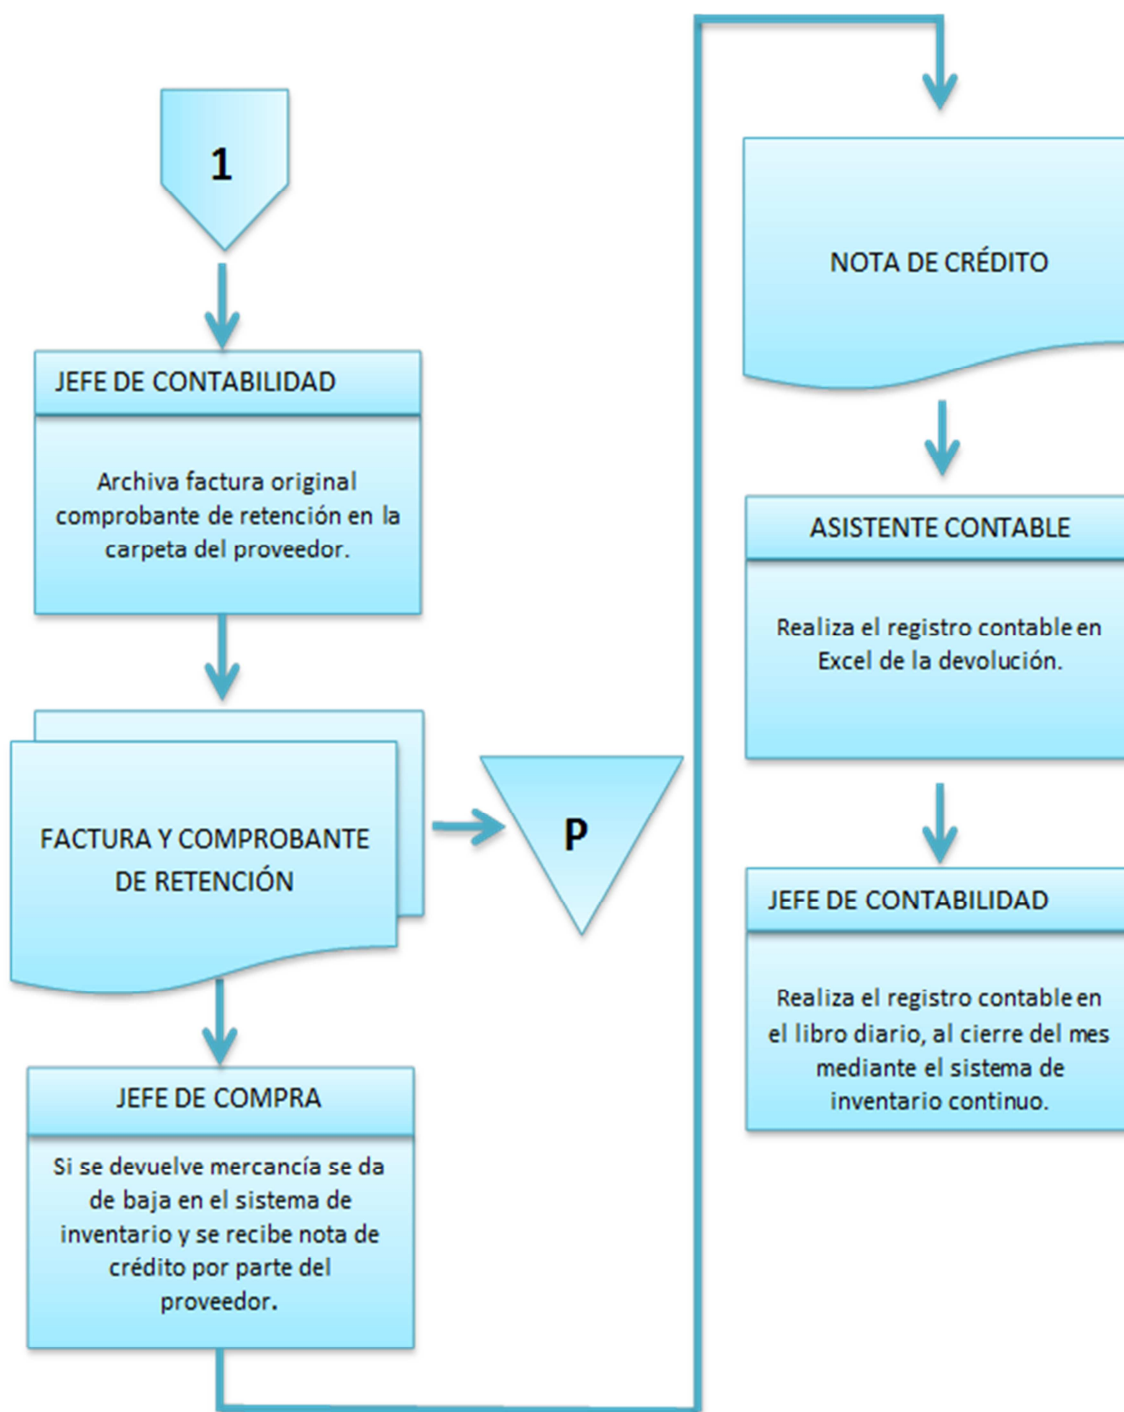 1
JEFE DE CONTABILIDAD
Archiva factura original
comprobante de retención en la
carpeta del proveedor.
FACTURA Y COMPROBANTE
DE RETENCIÓN
P
JEFE DE COMPRA
Si se devuelve mercancía se da
de baja en el sistema de
inventario y se recibe nota de
crédito por parte del
proveedor.
NOTA DE CRÉDITO
ASISTENTE CONTABLE
Realiza el registro contable en
Excel de la devolución.
JEFE DE CONTABILIDAD
Realiza el registro contable en
el libro diario, al cierre del mes
mediante el sistema de
inventario continuo.